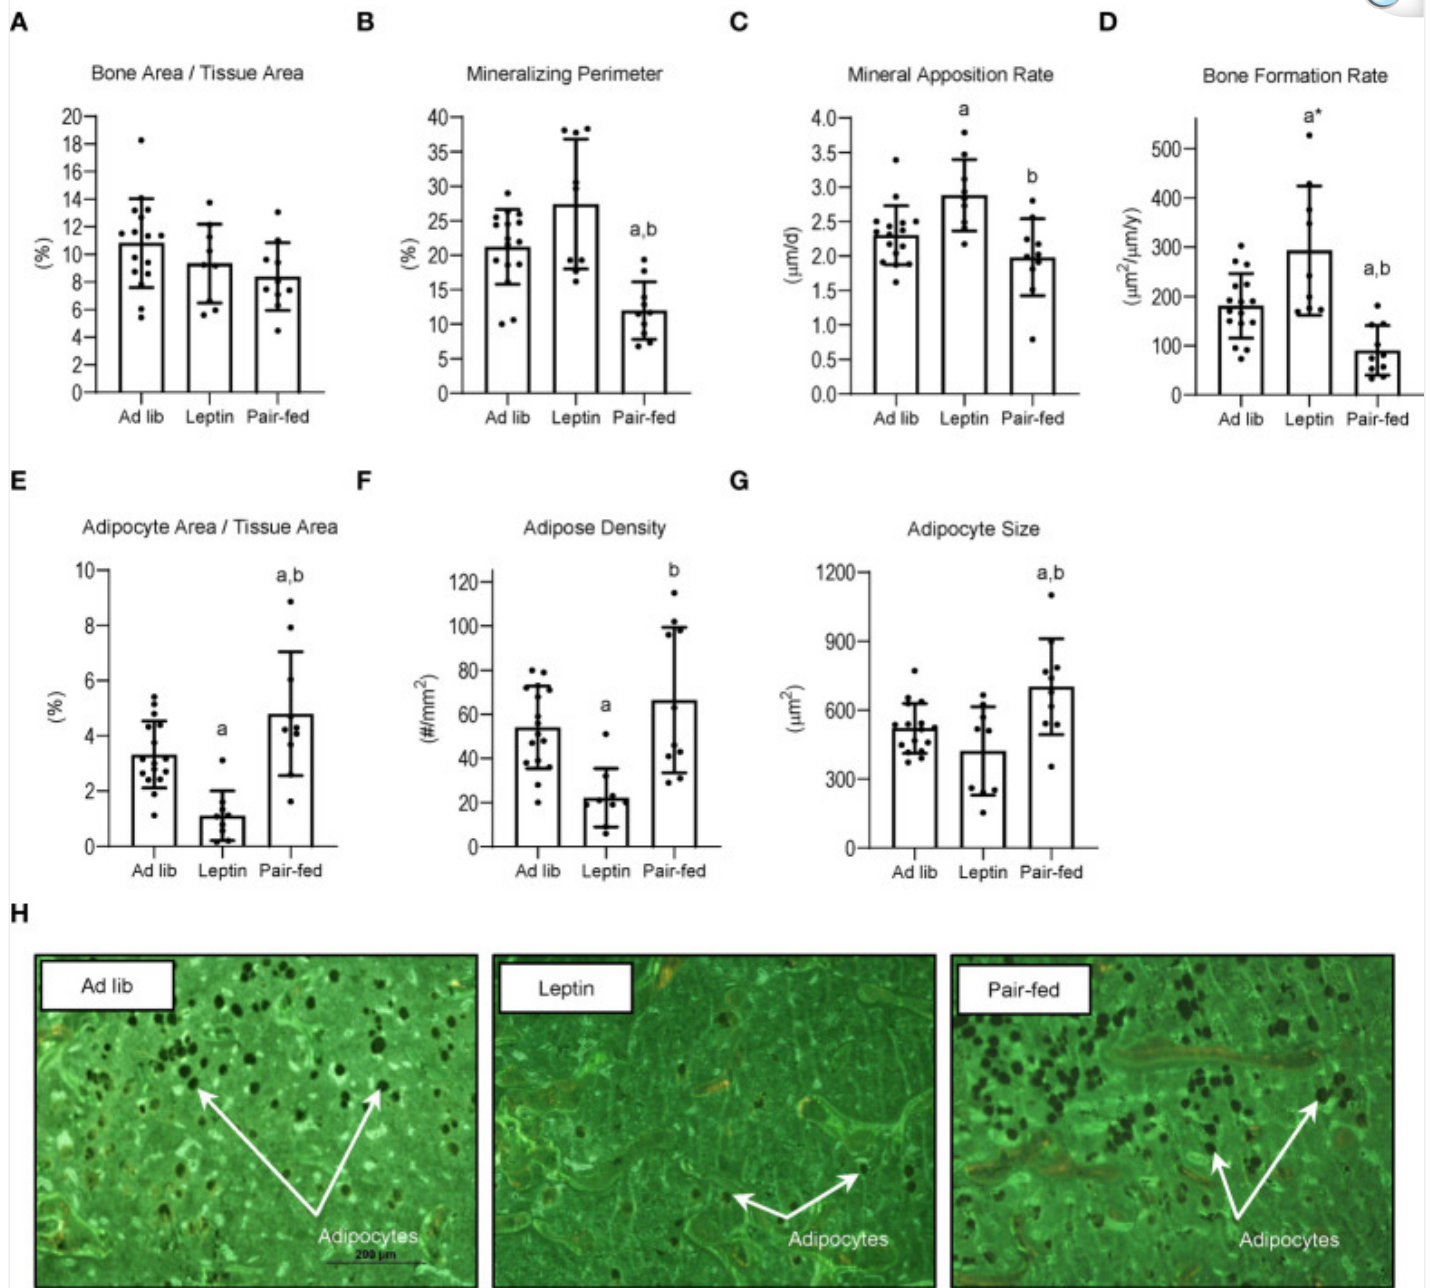 A
B
C
D
Bone Area / Tissue Area
Mineralizing Perimeter
Mineral Apposition Rate
Bone Formation Rate
20
18
16
14
12
10
8
6
4
2
0
(%)
Ad lib Leptin Pair-fed
40
35
30
25
20
15
10
5
0
(%)
a,b
Ad lib Leptin Pair-fed
4.0
3.5
3.0
2.5
2.0
1.5
1.0
0.5
0.0
(μm/d)
a
b
Ad lib Leptin Pair-fed
500
400
300
200
100
0
(μm²/μm/y)
a*
a,b
Ad lib Leptin Pair-fed
E
F
G
Adipocyte Area / Tissue Area
Adipose Density
Adipocyte Size
10
8
6
4
2
0
(%)
a
a,b
Ad lib Leptin Pair-fed
120
100
80
60
40
20
0
(#/mm²)
a
b
Ad lib Leptin Pair-fed
1200
900
600
300
0
(μm²)
a,b
Ad lib Leptin Pair-fed
H
Ad lib
Adipocytes
200 μm
Leptin
Adipocytes
Pair-fed
Adipocytes